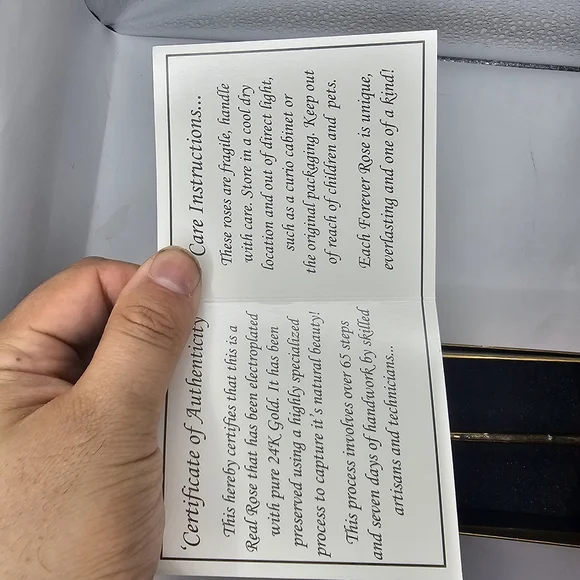 'Certificate of Authenticity
This hereby certifies that this is a
Real Rose that has been electroplated
with pure 24K Gold. It has been
preserved using a highly specialized
process to capture it's natural beauty!
This process involves over 65 steps
and seven days of handwork by skilled
artisans and technicians...
Care Instructions...
These roses are fragile, handle
with care. Store in a cool dry
location and out of direct light,
such as a curio cabinet or
the original packaging. Keep out
of reach of children and pets.
Each Forever Rose is unique,
everlasting and one of a kind!